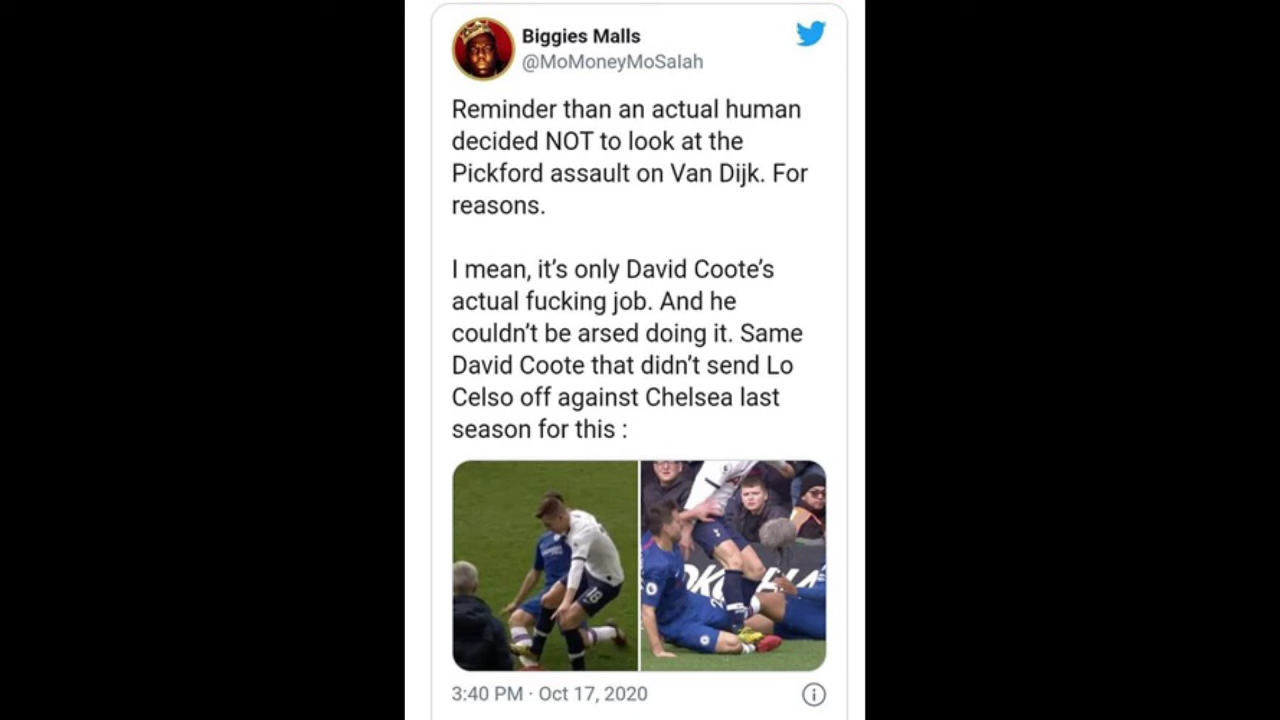 Biggies Malls
@MoMoneyMoSalah
Reminder than an actual human
decided NOT to look at the
Pickford assault on Van Dijk. For
reasons.
I mean, it’s only David Coote’s
actual fucking job. And he
couldn’t be arsed doing it. Same
David Coote that didn’t send Lo
Celso off against Chelsea last
season for this :
18
3:40 PM · Oct 17, 2020